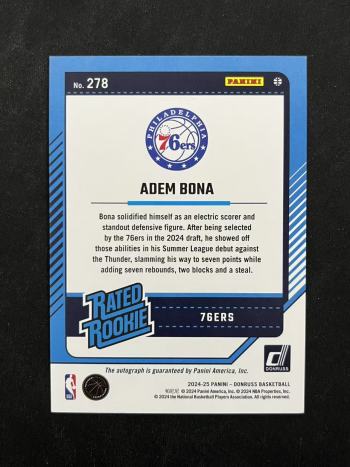 No. 278
PANINI
PHILADELPHIA
76ers
ADEM BONA
Bona solidified himself as an electric scorer and
standout defensive figure. After being selected
by the 76ers in the 2024 draft, he showed off
those abilities in his Summer League debut against
the Thunder, slamming his way to seven points while
adding seven rebounds, two blocks and a steal.
RATED
ROOKIE
76ERS
DONRUSS
The autograph is guaranteed by Panini America, Inc.
2024-25 PANINI – DONRUSS BASKETBALL
© 2024 Panini America, Inc. © 2024 NBA Properties, Inc.
© 2024 the National Basketball Players Association. All rights reserved.
NBA